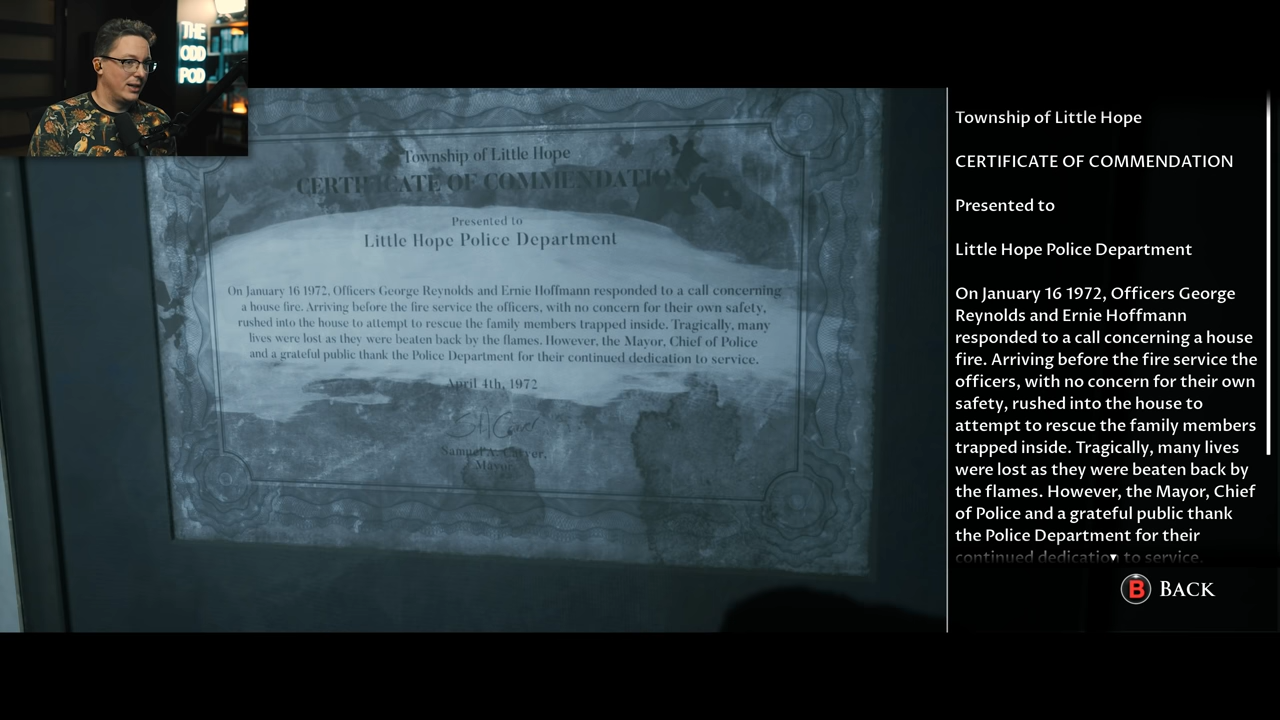 THE
ODD
POD
Township of Little Hope
CERTIFICATE OF COMMENDATIO
Presented to
Little Hope Police Department
On January 16 1972, Officers George Reynolds and Ernie Hoffmann responded to a call concerning
a house fire. Arriving before the fire service the officers, with no concern for their own safety,
rushed into the house to attempt to rescue the family members trapped inside. Tragically, many
lives were lost as they were beaten back by the flames. However, the Mayor, Chief of Police
and a grateful public thank the Police Department for their continued dedication to service.
April 4th, 1972
Samuel A. Carver,
Mayor
Township of Little Hope
CERTIFICATE OF COMMENDATION
Presented to
Little Hope Police Department
On January 16 1972, Officers George
Reynolds and Ernie Hoffmann
responded to a call concerning a house
fire. Arriving before the fire service the
officers, with no concern for their own
safety, rushed into the house to
attempt to rescue the family members
trapped inside. Tragically, many lives
were lost as they were beaten back by
the flames. However, the Mayor, Chief
of Police and a grateful public thank
the Police Department for their
continued dedication to service.
B BACK